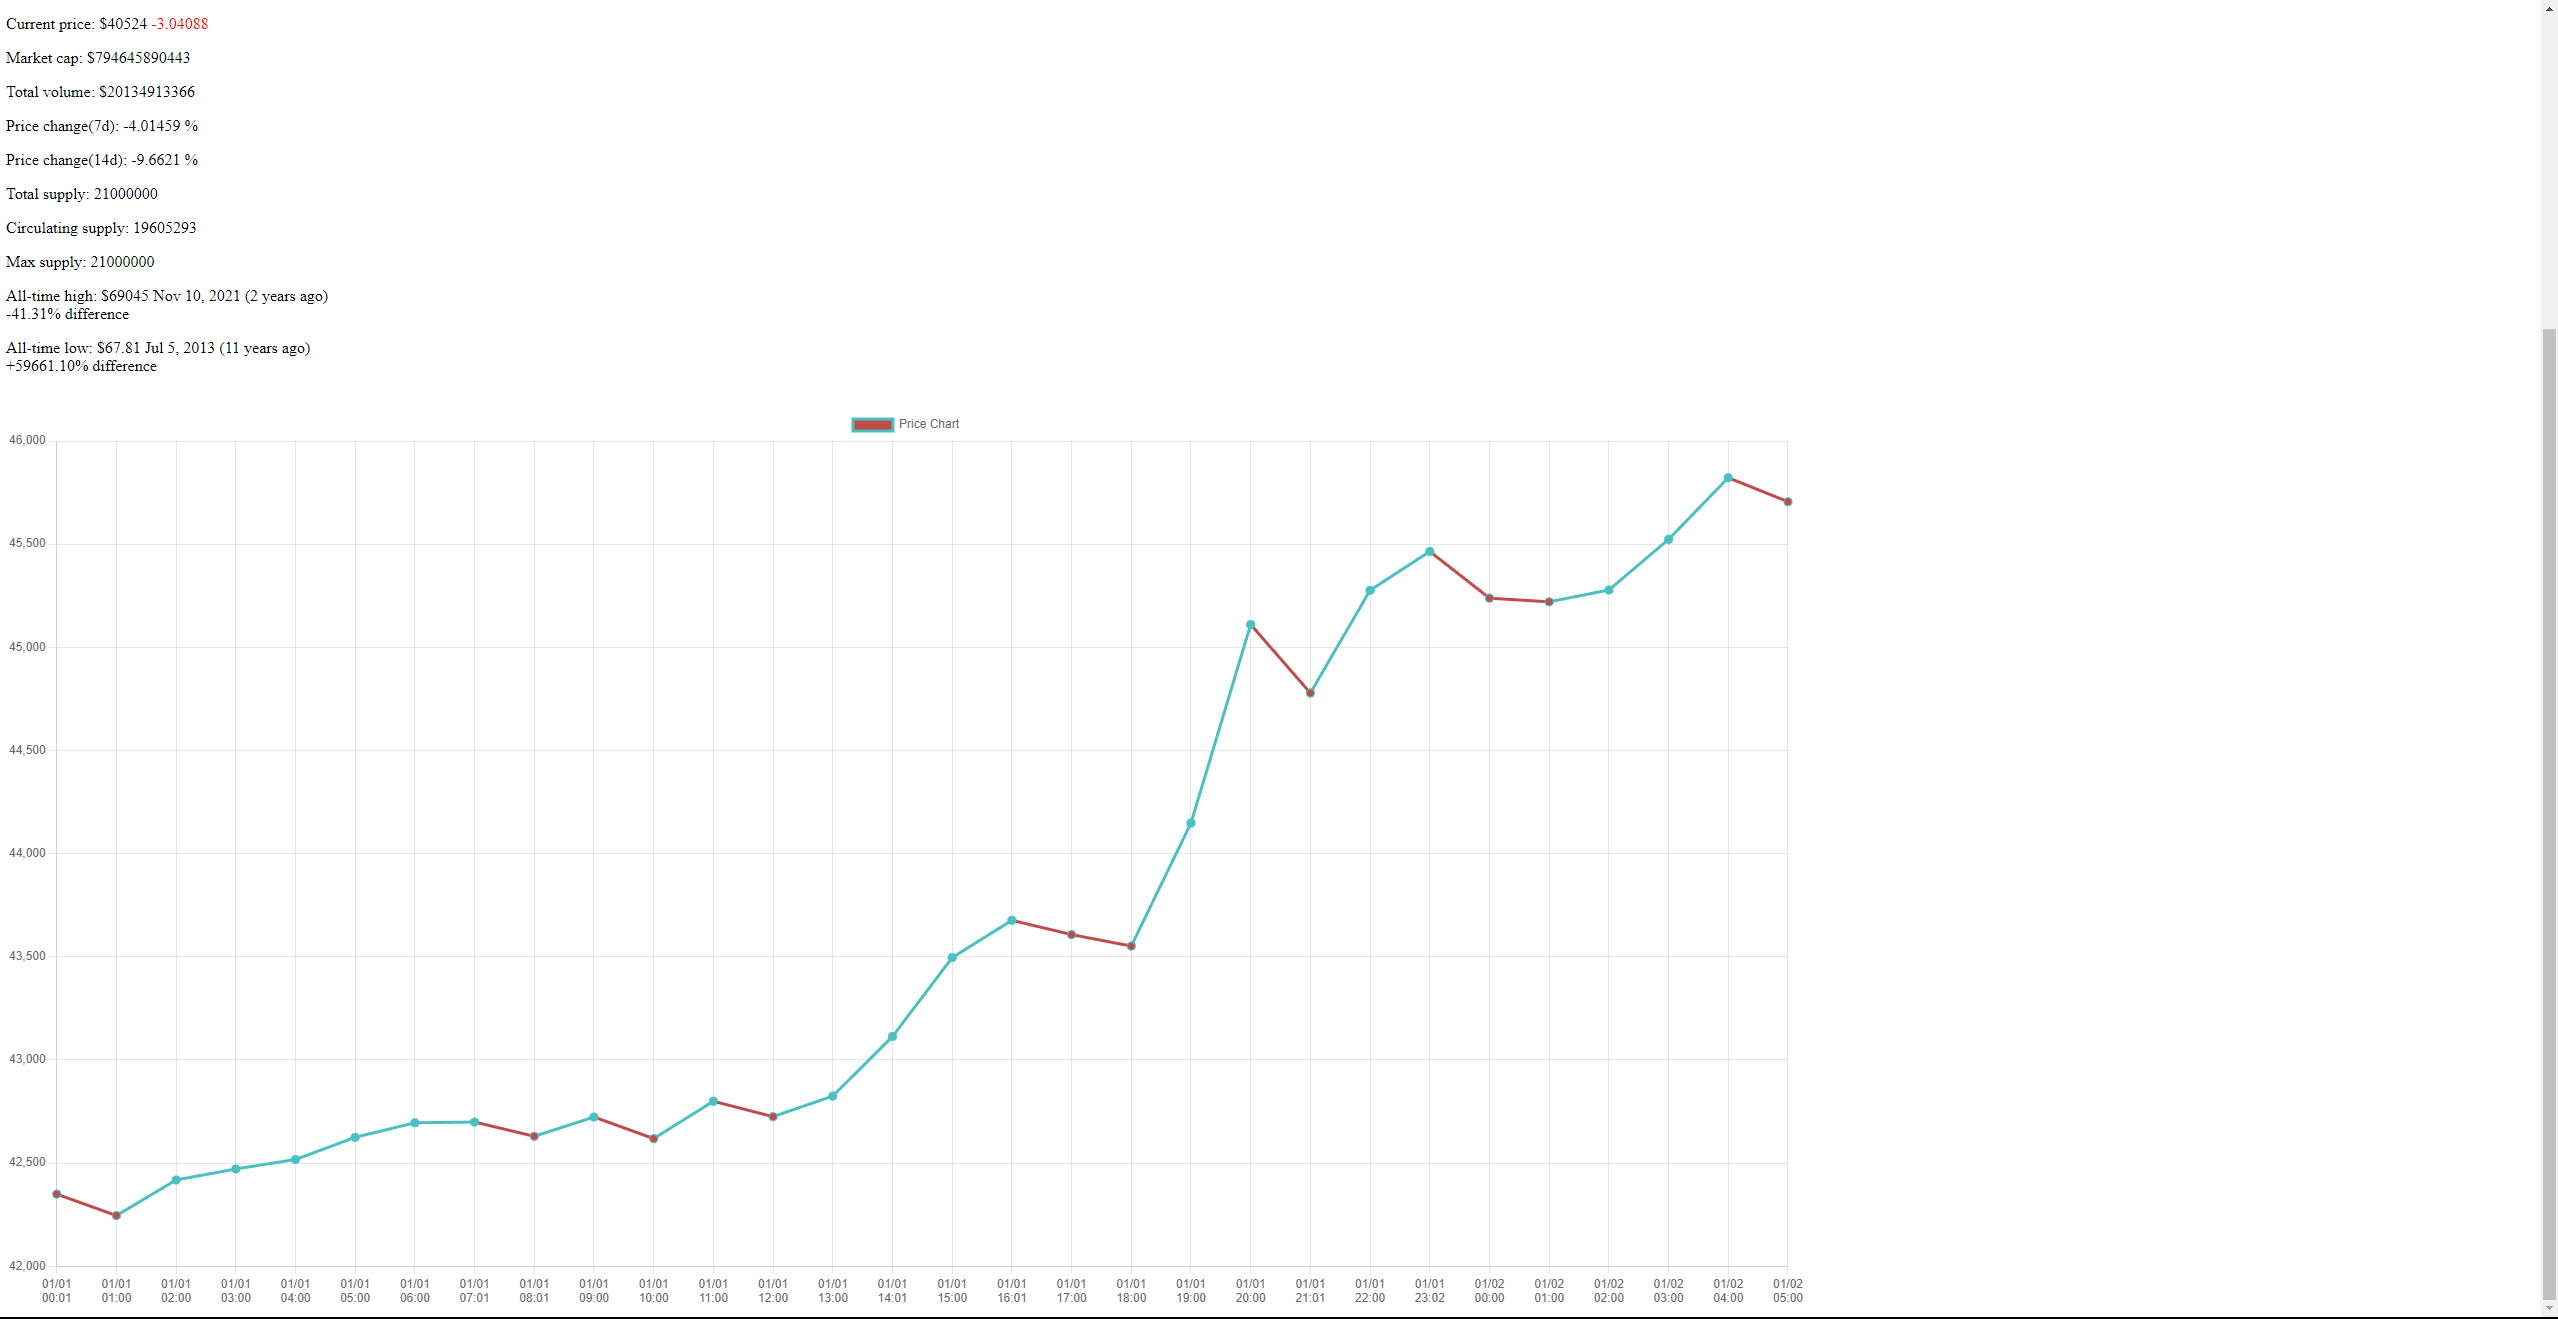 Current price: $40524 -3.04088
Market cap: $794645890443
Total volume: $20134913366
Price change(7d): -4.01459 %
Price change(14d): -9.6621 %
Total supply: 21000000
Circulating supply: 19605293
Max supply: 21000000
All-time high: $69045 Nov 10, 2021 (2 years ago)
-41.31% difference
All-time low: $67.81 Jul 5, 2013 (11 years ago)
+59661.10% difference
Price Chart
46,000
45,500
45,000
44,500
44,000
43,500
43,000
42,500
42,000
01/01 01/01 01/01 01/01 01/01 01/01 01/01 01/01 01/01 01/01 01/01 01/01 01/01 01/01 01/01 01/01 01/01 01/01 01/01 01/01 01/01 01/01 01/01 01/01 01/02 01/02 01/02 01/02 01/02 01/02
00:01 01:00 02:00 03:00 04:00 05:00 06:00 07:01 08:01 09:00 10:00 11:00 12:00 13:00 14:01 15:00 16:01 17:00 18:00 19:00 20:00 21:01 22:00 23:02 00:00 01:00 02:00 03:00 04:00 05:00